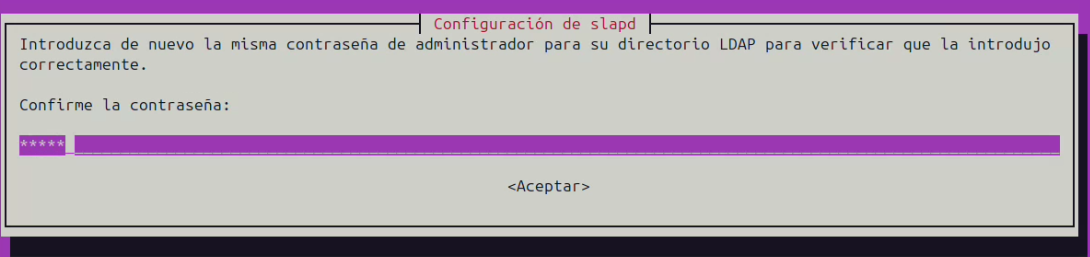 Configuración de slapd
Introduzca de nuevo la misma contraseña de administrador para su directorio LDAP para verificar que la introdujo
correctamente.
Confirme la contraseña:
*****
<Aceptar>